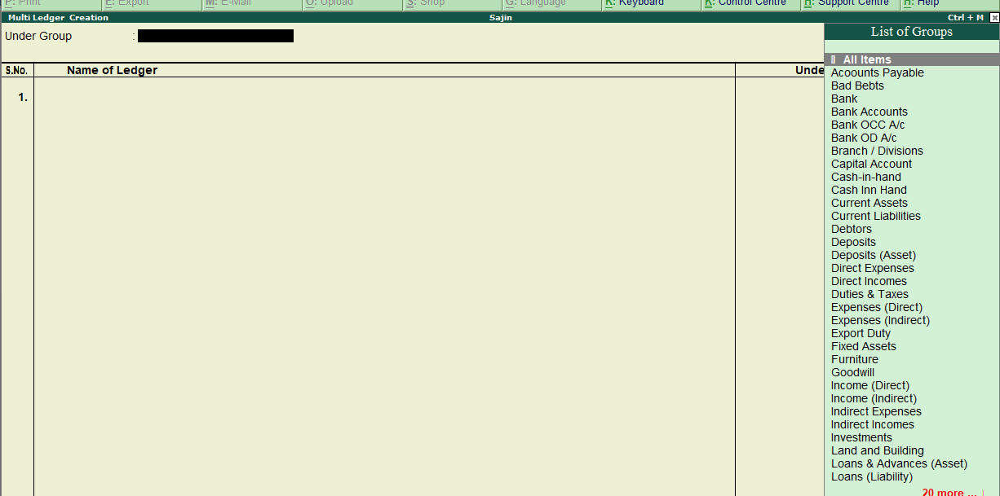 P: Print E: Export M: E-Mail O: Upload S: Shop G: Language K: Keyboard K: Control Centre H: Support Centre H: Help
Multi Ledger Creation Sajin Ctrl + M x
Under Group :
List of Groups
All Items
S.No. Name of Ledger Unde
1.
Acoounts Payable
Bad Bebts
Bank
Bank Accounts
Bank OCC A/c
Bank OD A/c
Branch / Divisions
Capital Account
Cash-in-hand
Cash Inn Hand
Current Assets
Current Liabilities
Debtors
Deposits
Deposits (Asset)
Direct Expenses
Direct Incomes
Duties & Taxes
Expenses (Direct)
Expenses (Indirect)
Export Duty
Fixed Assets
Furniture
Goodwill
Income (Direct)
Income (Indirect)
Indirect Expenses
Indirect Incomes
Investments
Land and Building
Loans & Advances (Asset)
Loans (Liability)
20 more ...